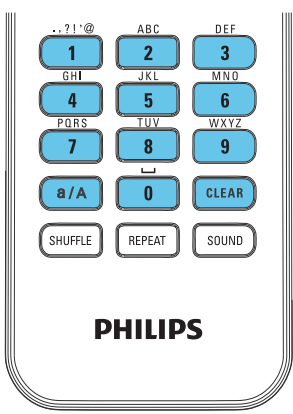 .,?!'@ ABC DEF
1 2 3
GHI JKL MNO
4 5 6
PQRS TUV WXYZ
7 8 9
a/A 0 CLEAR
SHUFFLE REPEAT SOUND
PHILIPS